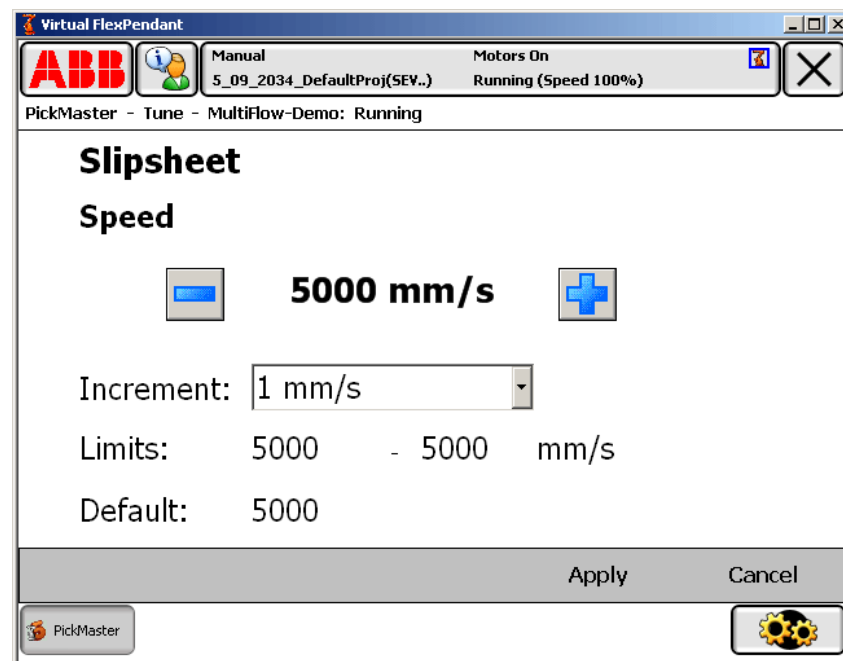 Virtual FlexPendant
ABB
Manual
Motors On
5_09_2034_DefaultProj(SEV..)
Running (Speed 100%)
PickMaster - Tune - MultiFlow-Demo: Running
Slipsheet
Speed
5000 mm/s
Increment: 1 mm/s
Limits: 5000 - 5000 mm/s
Default: 5000
Apply Cancel
PickMaster